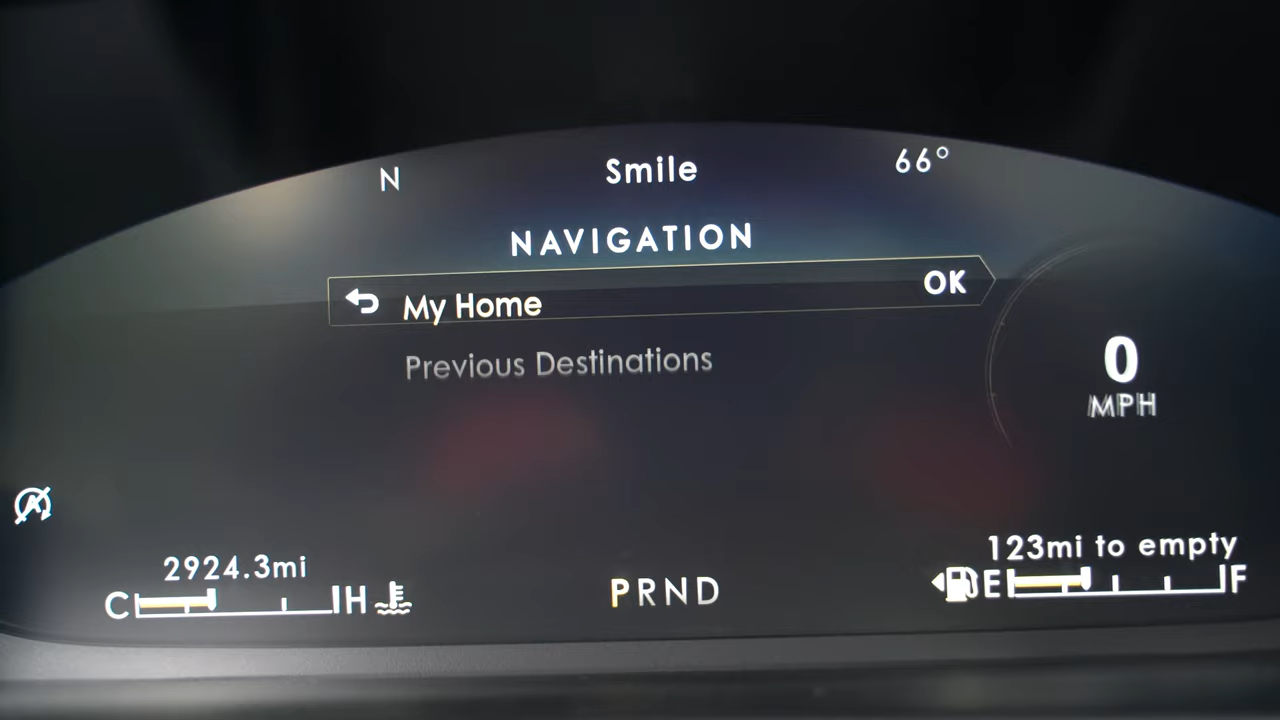 N Smile 66°
NAVIGATION
My Home OK
Previous Destinations
0
MPH
2924.3mi
123mi to empty
C H PRND E F